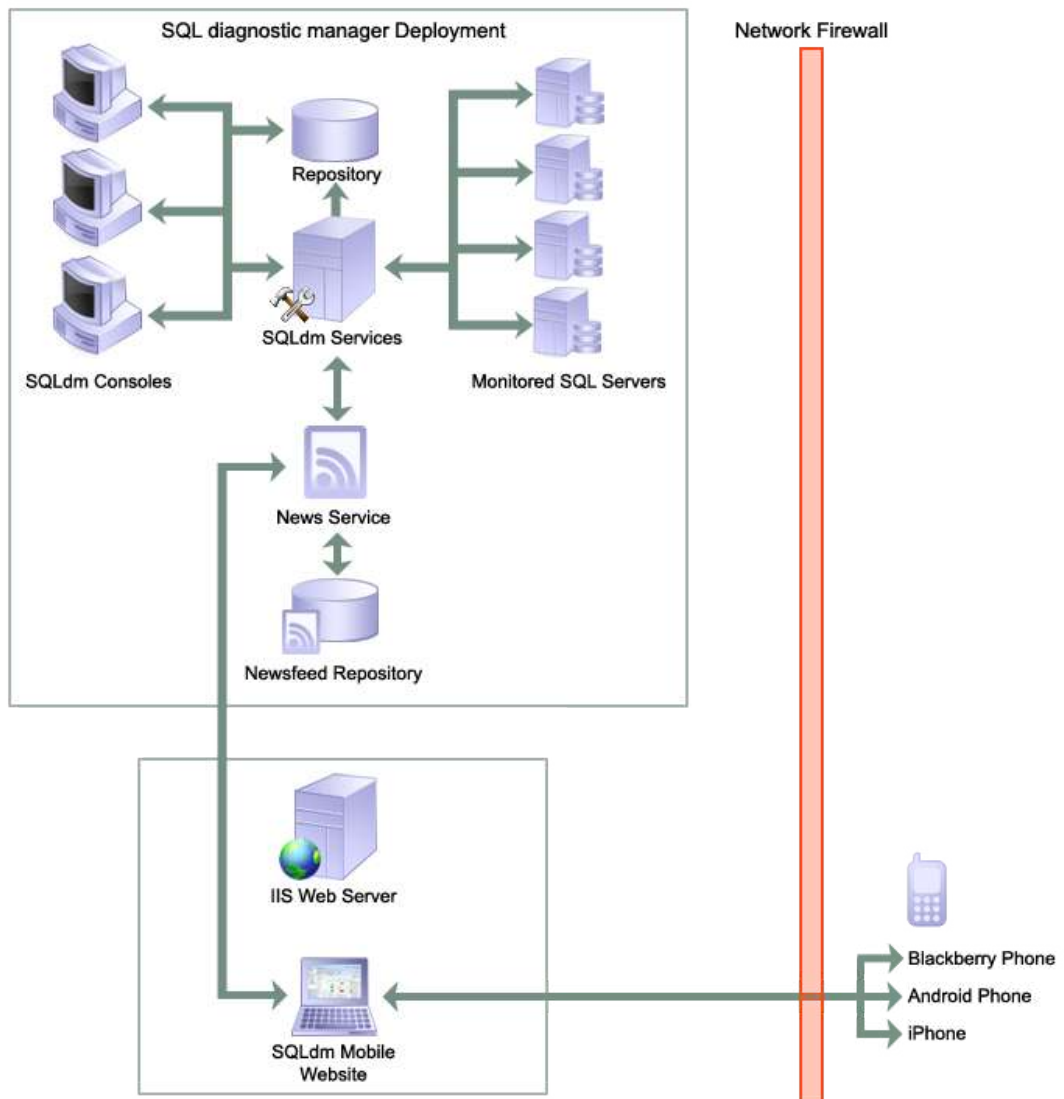 SQL diagnostic manager Deployment
Network Firewall
Repository
SQLdm Services
SQLdm Consoles
Monitored SQL Servers
News Service
Newsfeed Repository
IIS Web Server
SQLdm Mobile
Website
Blackberry Phone
Android Phone
iPhone